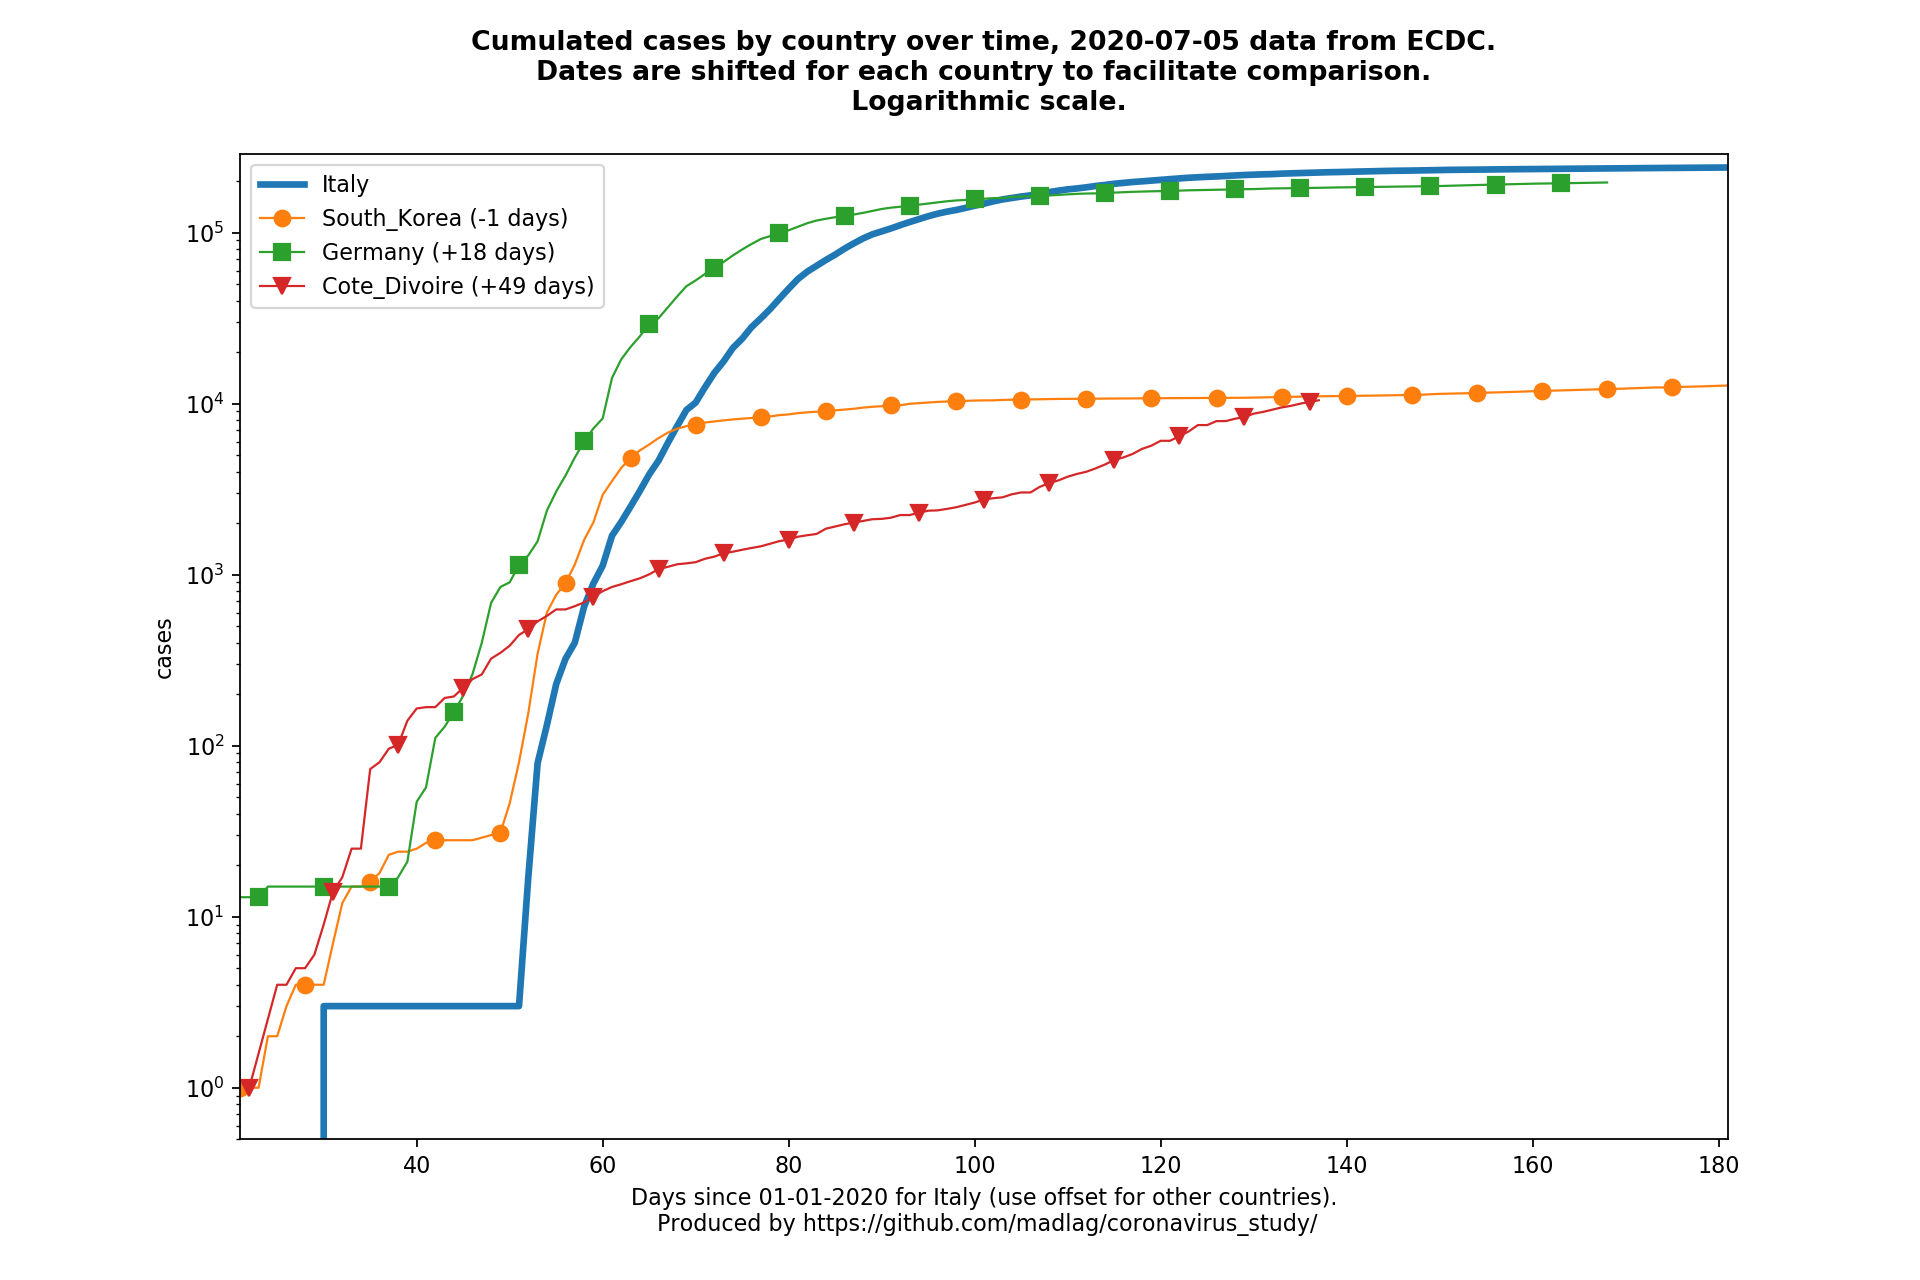 Cumulated cases by country over time, 2020-07-05 data from ECDC.
Dates are shifted for each country to facilitate comparison.
Logarithmic scale.
Italy
South_Korea (-1 days)
Germany (+18 days)
Cote_Divoire (+49 days)
10^5
10^4
10^3
10^2
10^1
10^0
cases
40 60 80 100 120 140 160 180
Days since 01-01-2020 for Italy (use offset for other countries).
Produced by https://github.com/madlag/coronavirus_study/